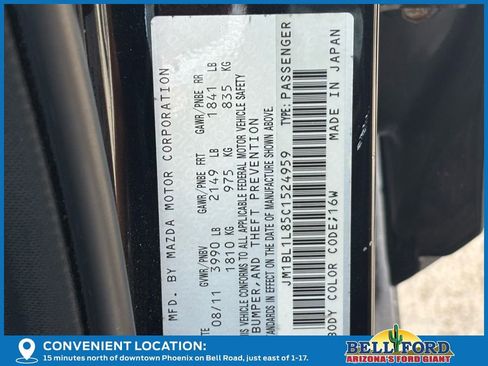 MFD. BY MAZDA MOTOR CORPORATION
GVWR/PNBV GAWR/PNBE FRT GAWR/PNBE RR
08/11 3990 LB 2149 LB 1841 LB
1810 KG 975 KG 835 KG
VEHICLE CONFORMS TO ALL APPLICABLE FEDERAL MOTOR VEHICLE SAFETY
BUMPER, AND THEFT PREVENTION
IN EFFECT ON THE DATE OF MANUFACTURE SHOWN ABOVE.
JM1BL1L85C1524959 TYPE: PASSENGER
BODY COLOR CODE;16W MADE IN JAPAN
CONVENIENT LOCATION:
15 minutes north of downtown Phoenix on Bell Road, just east of 1-17.
BELL FORD
ARIZONA'S FORD GIANT